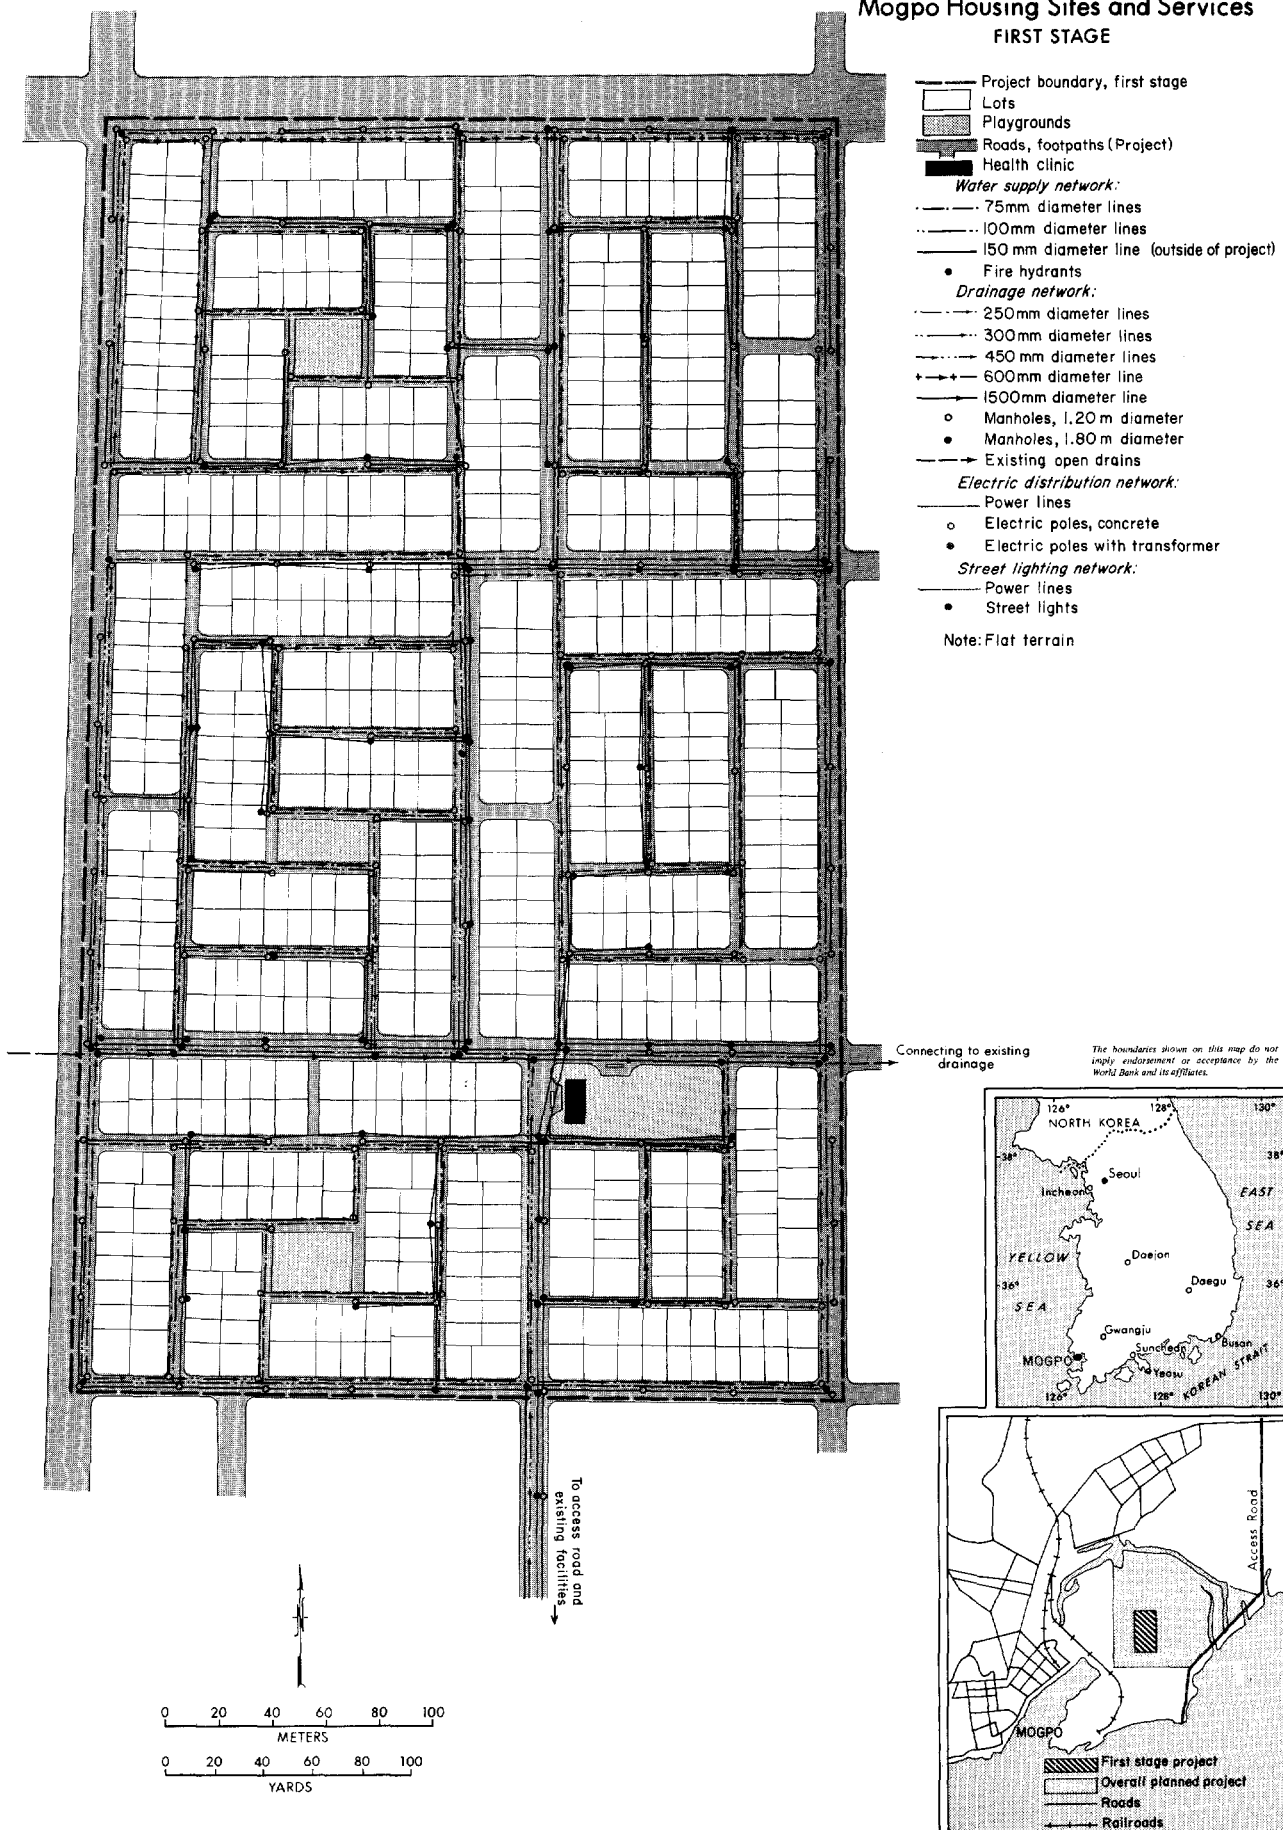 Mogpo Housing Sites and Services
FIRST STAGE
Project boundary, first stage
Lots
Playgrounds
Roads, footpaths (Project)
Health clinic
Water supply network:
75mm diameter lines
100mm diameter lines
150 mm diameter line (outside of project)
Fire hydrants
Drainage network:
250mm diameter lines
300mm diameter lines
450 mm diameter lines
600mm diameter line
1500mm diameter line
Manholes, 1.20 m diameter
Manholes, 1.80 m diameter
Existing open drains
Electric distribution network:
Power lines
Electric poles, concrete
Electric poles with transformer
Street lighting network:
Power lines
Street lights
Note: Flat terrain
Connecting to existing
drainage
The boundaries shown on this map do not
imply endorsement or acceptance by the
World Bank and its affiliates.
126° 128° 130°
NORTH KOREA
38° 38°
Seoul
Incheon
EAST
SEA
YELLOW
SEA
Daejon
Daegu
36° 36°
Gwangju
Suncheon
Busan
MOGPO
Yeosu
KOREAN STRAIT
126° 128° 130°
To access road and
existing facilities
Access Road
MOGPO
First stage project
Overall planned project
Roads
Railroads
0 20 40 60 80 100
METERS
0 20 40 60 80 100
YARDS